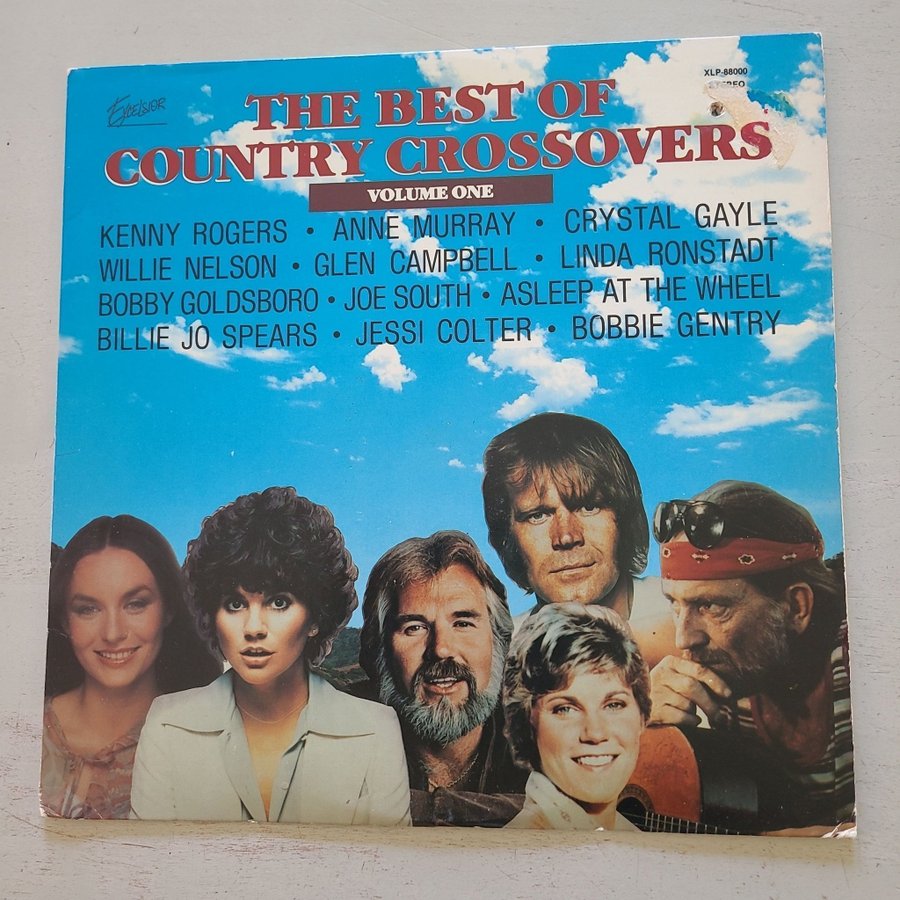 Excelsior
XLP-88000
STEREO
THE BEST OF
COUNTRY CROSSOVERS
VOLUME ONE
KENNY ROGERS • ANNE MURRAY • CRYSTAL GAYLE
WILLIE NELSON • GLEN CAMPBELL • LINDA RONSTADT
BOBBY GOLDSBORO • JOE SOUTH • ASLEEP AT THE WHEEL
BILLIE JO SPEARS • JESSI COLTER • BOBBIE GENTRY